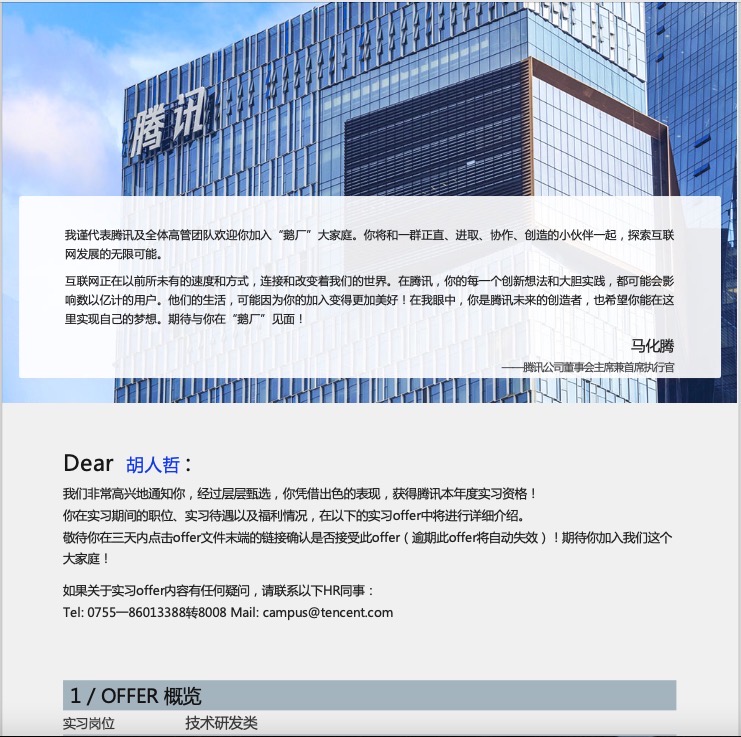 腾讯
我谨代表腾讯及全体高管团队欢迎你加入“鹅厂”大家庭。你将和一群正直、进取、协作、创造的小伙伴一起，探索互联
网发展的无限可能。
互联网正在以前所未有的速度和方式，连接和改变着我们的世界。在腾讯，你的每一个创新想法和大胆实践，都可能会影
响数以亿计的用户。他们的生活，可能因为你的加入变得更加美好！在我眼中，你是腾讯未来的创造者，也希望你能在这
里实现自己的梦想。期待与你在“鹅厂”见面！
马化腾
——腾讯公司董事会主席兼首席执行官
Dear 胡人哲：
我们非常高兴地通知你，经过层层甄选，你凭借出色的表现，获得腾讯本年度实习资格！
你在实习期间的职位、实习待遇以及福利情况，在以下的实习offer中将进行详细介绍。
敬待你在三天内点击offer文件末端的链接确认是否接受此offer（逾期此offer将自动失效）！期待你加入我们这个
大家庭！
如果关于实习offer内容有任何疑问，请联系以下HR同事：
Tel: 0755—86013388转8008 Mail: campus@tencent.com
1 / OFFER 概览
实习岗位 技术研发类